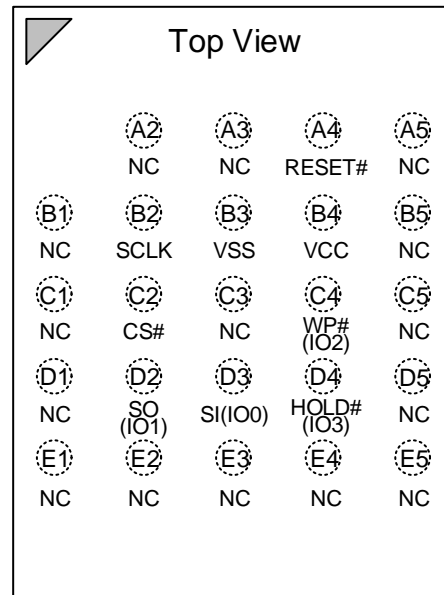 Top View
A2 A3 A4 A5
NC NC RESET# NC
B1 B2 B3 B4 B5
NC SCLK VSS VCC NC
C1 C2 C3 C4 C5
NC CS# NC WP# NC
(IO2)
D1 D2 D3 D4 D5
NC SO SI(IO0) HOLD# NC
(IO1) (IO3)
E1 E2 E3 E4 E5
NC NC NC NC NC